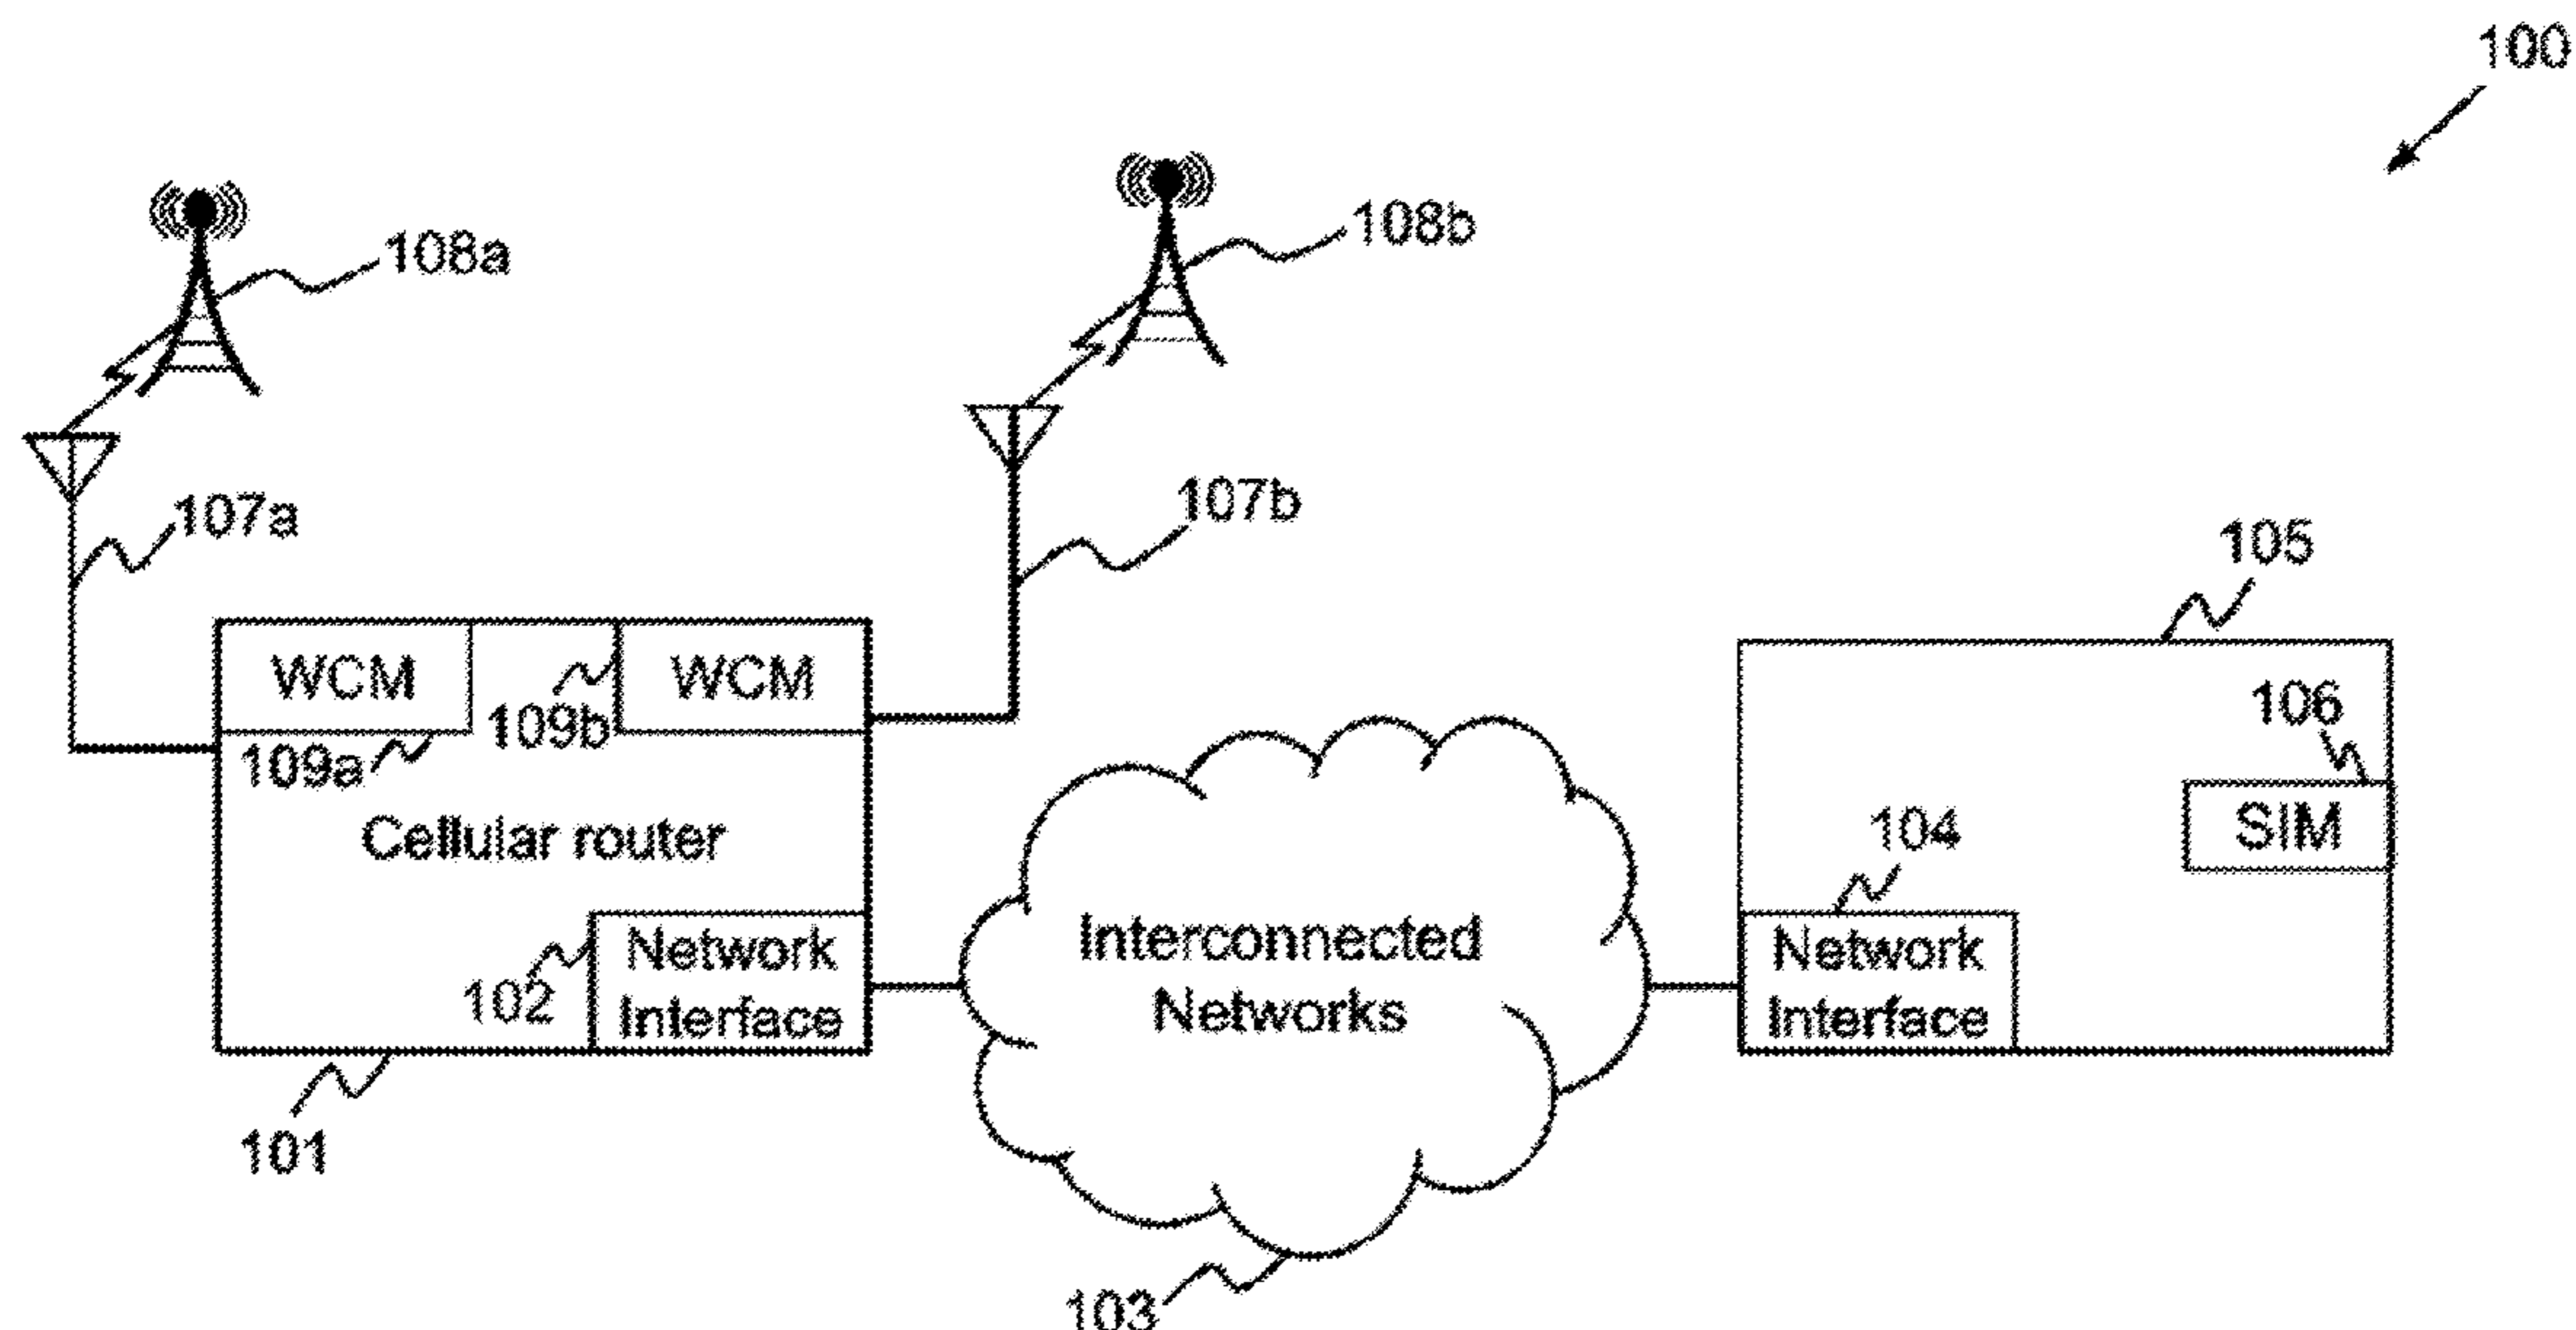 100
108a
108b
107a
107b
105
WCM
WCM
109b
109a
106
SIM
Cellular router
104
Network
Interface
102
Interconnected
Networks
Network
Interface
101
103